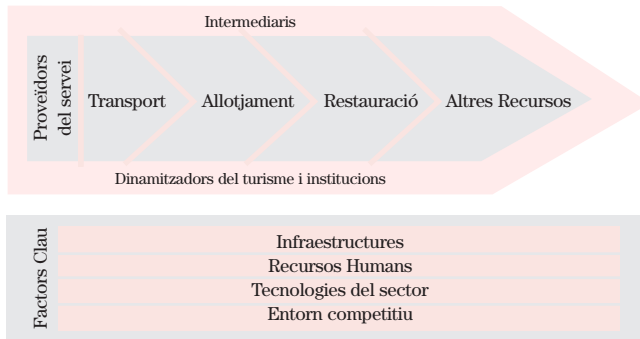 Intermediaris
Proveïdors
del servei
Transport
Allotjament
Restauració
Altres Recursos
Dinamitzadors del turisme i institucions
Factors Clau
Infraestructures
Recursos Humans
Tecnologies del sector
Entorn competitiu